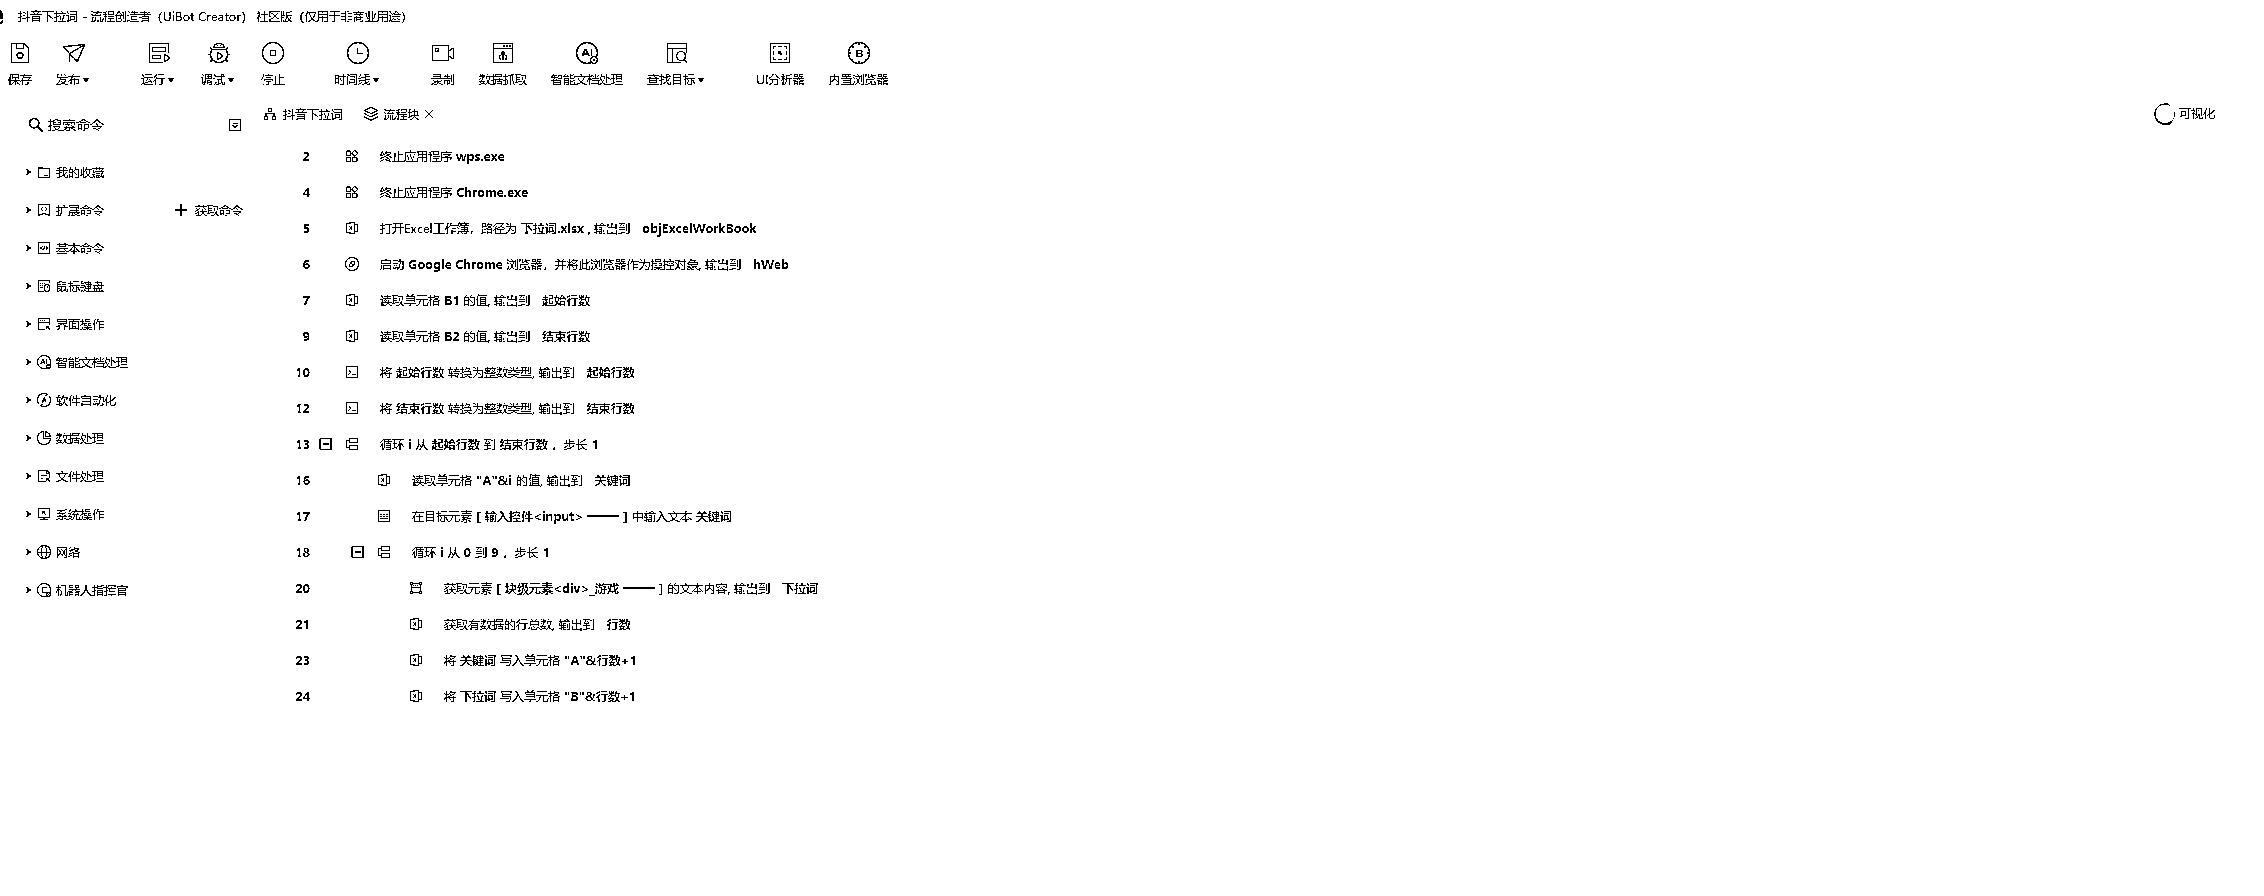 抖音下拉词 - 流程创造者（UiBot Creator） 社区版（仅用于非商业用途）
保存 发布 运行 调试 停止 时间线 录制 数据抓取 智能文档处理 查找目标 UI分析器 内置浏览器
抖音下拉词 流程块 可视化
搜索命令
我的收藏
扩展命令 获取命令
基本命令
鼠标键盘
界面操作
智能文档处理
软件自动化
数据处理
文件处理
系统操作
网络
机器人指挥官
2 终止应用程序 wps.exe
4 终止应用程序 Chrome.exe
5 打开Excel工作簿，路径为 下拉词.xlsx , 输出到 objExcelWorkBook
6 启动 Google Chrome 浏览器，并将此浏览器作为操控对象, 输出到 hWeb
7 读取单元格 B1 的值, 输出到 起始行数
9 读取单元格 B2 的值, 输出到 结束行数
10 将 起始行数 转换为整数类型, 输出到 起始行数
12 将 结束行数 转换为整数类型, 输出到 结束行数
13 循环 i 从 起始行数 到 结束行数 ，步长 1
16 读取单元格 "A"&i 的值, 输出到 关键词
17 在目标元素 [ 输入控件<input> ] 中输入文本 关键词
18 循环 i 从 0 到 9 ，步长 1
20 获取元素 [ 块级元素<div>_游戏 ] 的文本内容, 输出到 下拉词
21 获取有数据的行总数, 输出到 行数
23 将 关键词 写入单元格 "A"&行数+1
24 将 下拉词 写入单元格 "B"&行数+1